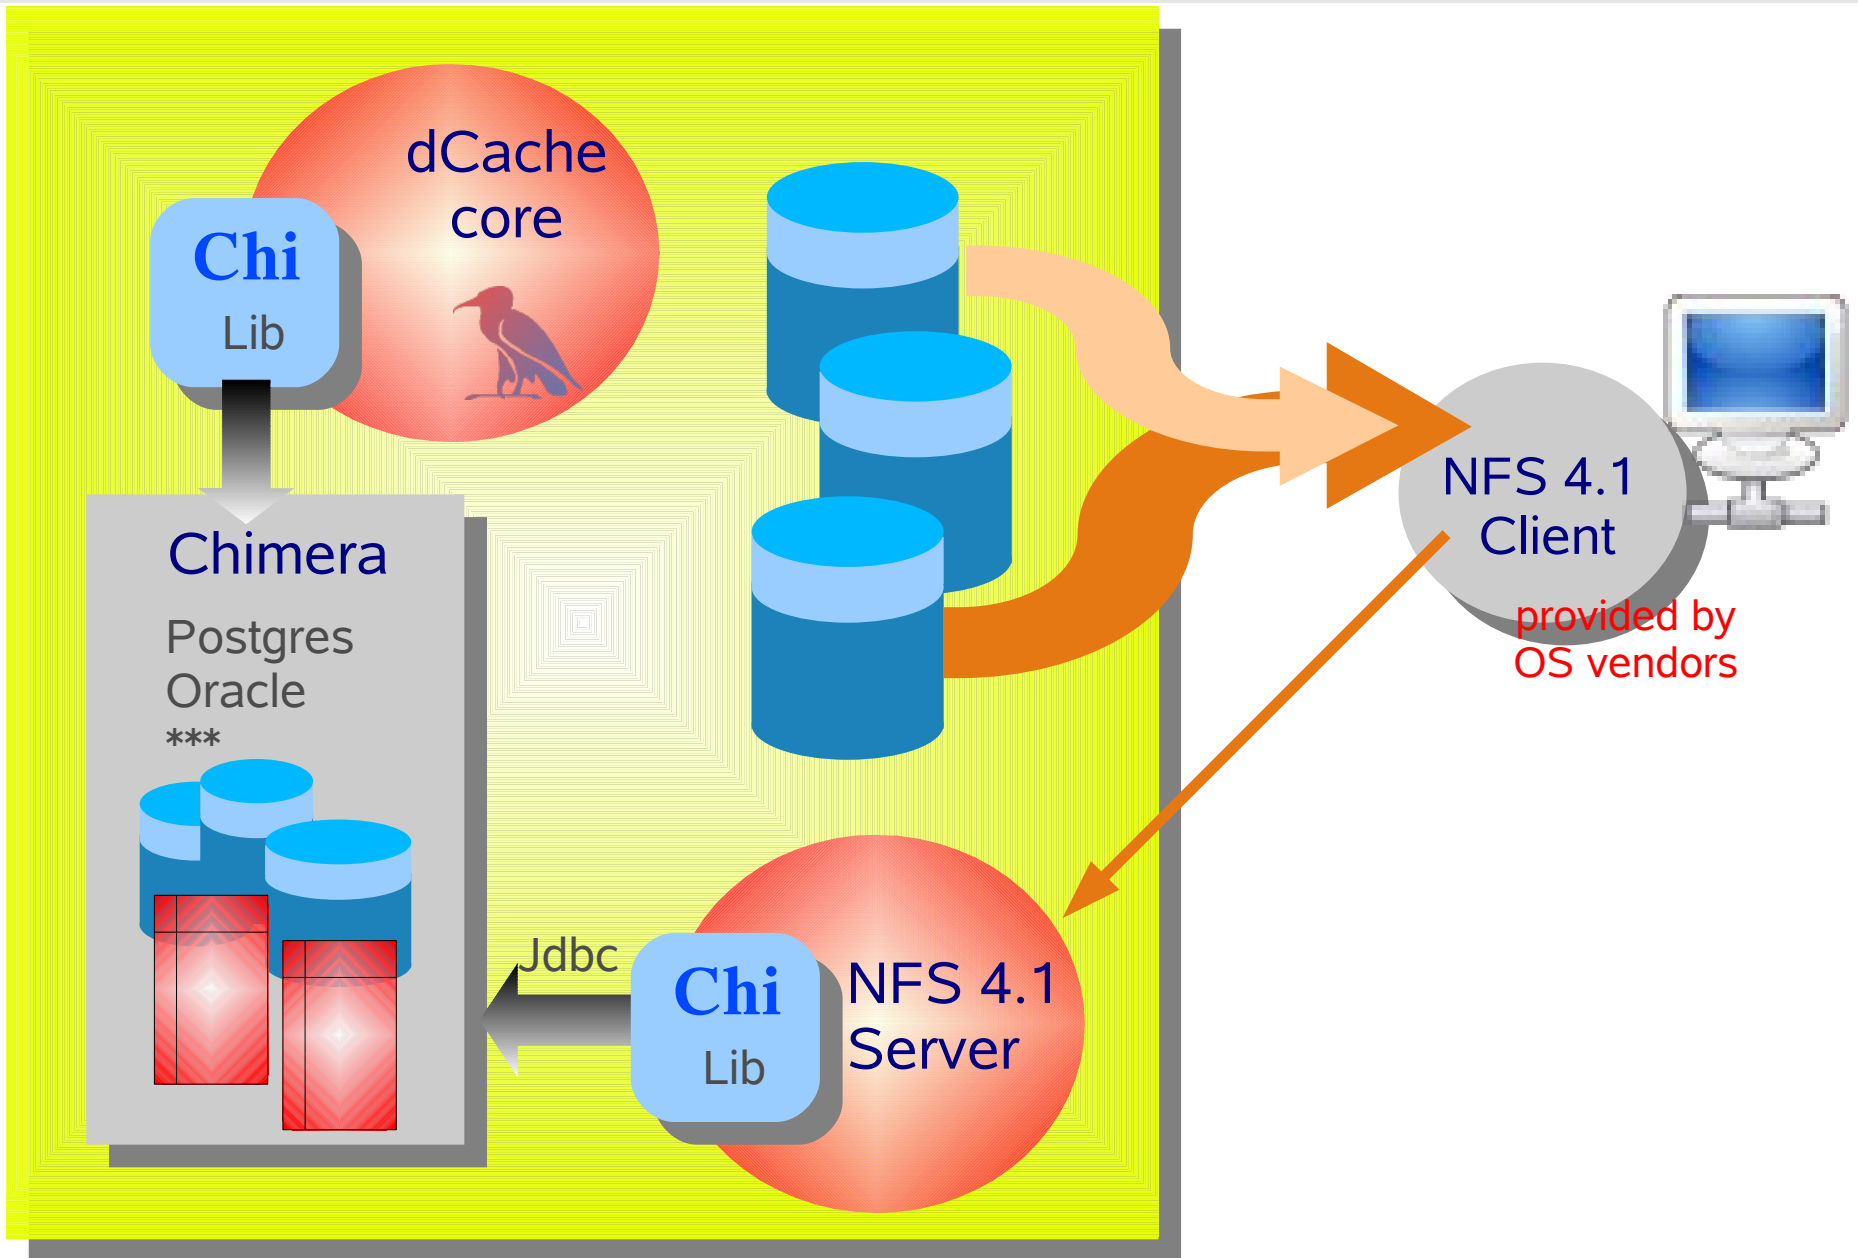 dCache
core
Chi
Lib
Chimera
Postgres
Oracle
***
NFS 4.1
Client
provided by
OS vendors
Jdbc
Chi
Lib
NFS 4.1
Server